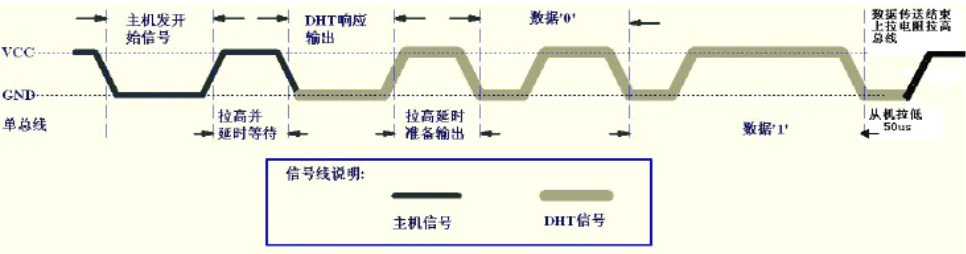 主机发开
始信号
DHT响应
输出
数据'0'
数据传送结束
上拉电阻拉高
总线
VCC
GND
单总线
拉高并
延时等待
拉高延时
准备输出
数据'1'
从机拉低
50us
信号线说明:
主机信号
DHT信号